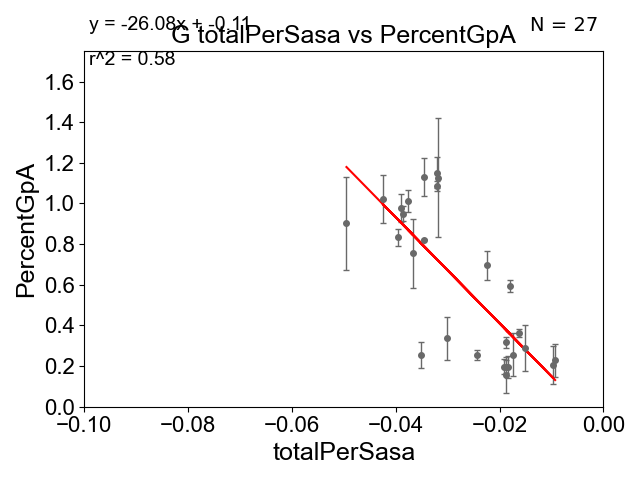 y = -26.08x + -0.11
G totalPerSasa vs PercentGpA
N = 27
r^2 = 0.58
PercentGpA
1.6
1.4
1.2
1.0
0.8
0.6
0.4
0.2
0.0
−0.10 −0.08 −0.06 −0.04 −0.02 0.00
totalPerSasa